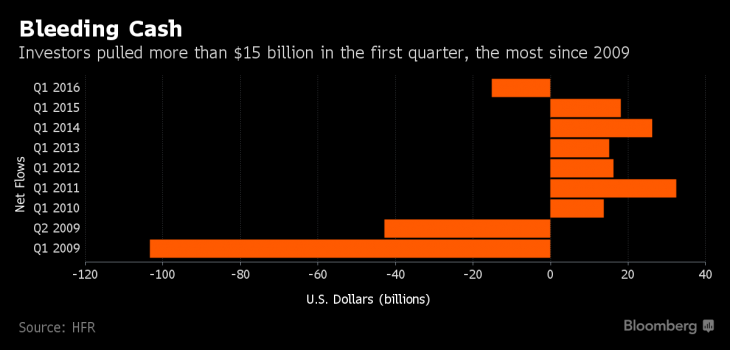 Bleeding Cash
Investors pulled more than $15 billion in the first quarter, the most since 2009
Net Flows
Q1 2016
Q1 2015
Q1 2014
Q1 2013
Q1 2012
Q1 2011
Q1 2010
Q2 2009
Q1 2009
-120 -100 -80 -60 -40 -20 0 20 40
U.S. Dollars (billions)
Source: HFR
Bloomberg